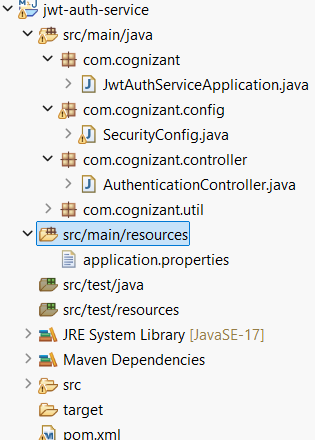 jwt-auth-service
src/main/java
com.cognizant
JwtAuthServiceApplication.java
com.cognizant.config
SecurityConfig.java
com.cognizant.controller
AuthenticationController.java
com.cognizant.util
src/main/resources
application.properties
src/test/java
src/test/resources
JRE System Library [JavaSE-17]
Maven Dependencies
src
target
pom.xml